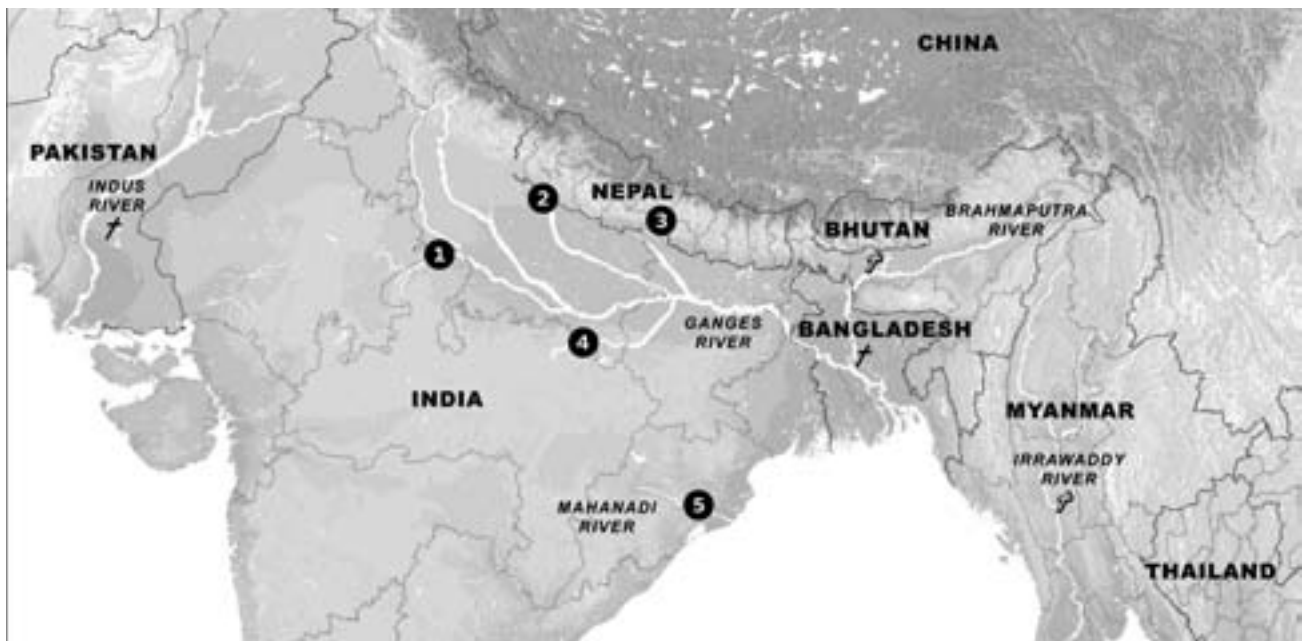 CHINA
PAKISTAN
INDUS
RIVER
2
NEPAL
3
BHUTAN
BRAHMAPUTRA
RIVER
1
4
GANGES
RIVER
BANGLADESH
INDIA
MYANMAR
IRRAWADDY
RIVER
MAHANADI
RIVER
5
THAILAND